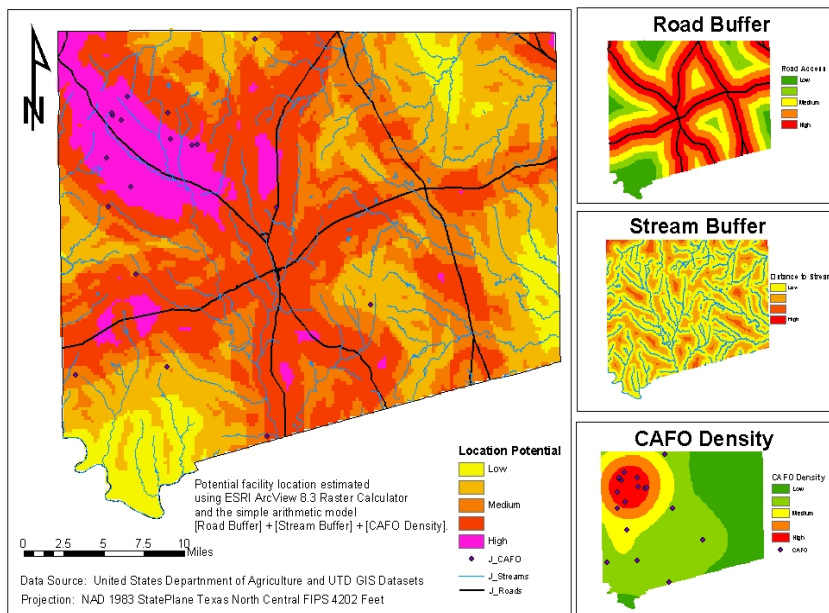 N
Potential facility location estimated
using ESRI ArcView 8.3 Raster Calculator
and the simple arithmetic model
[Road Buffer] + [Stream Buffer] + [CAFO Density].
0 2.5 5 7.5 10
Miles
Data Source: United States Department of Agriculture and UTD GIS Datasets
Projection: NAD 1983 StatePlane Texas North Central FIPS 4202 Feet
Location Potential
Low
Medium
High
J_CAFO
J_Streams
J_Roads
Road Buffer
Road Access
Low
Medium
High
Stream Buffer
Distance to Stream
Low
High
CAFO Density
CAFO Density
Low
Medium
High
CAFO